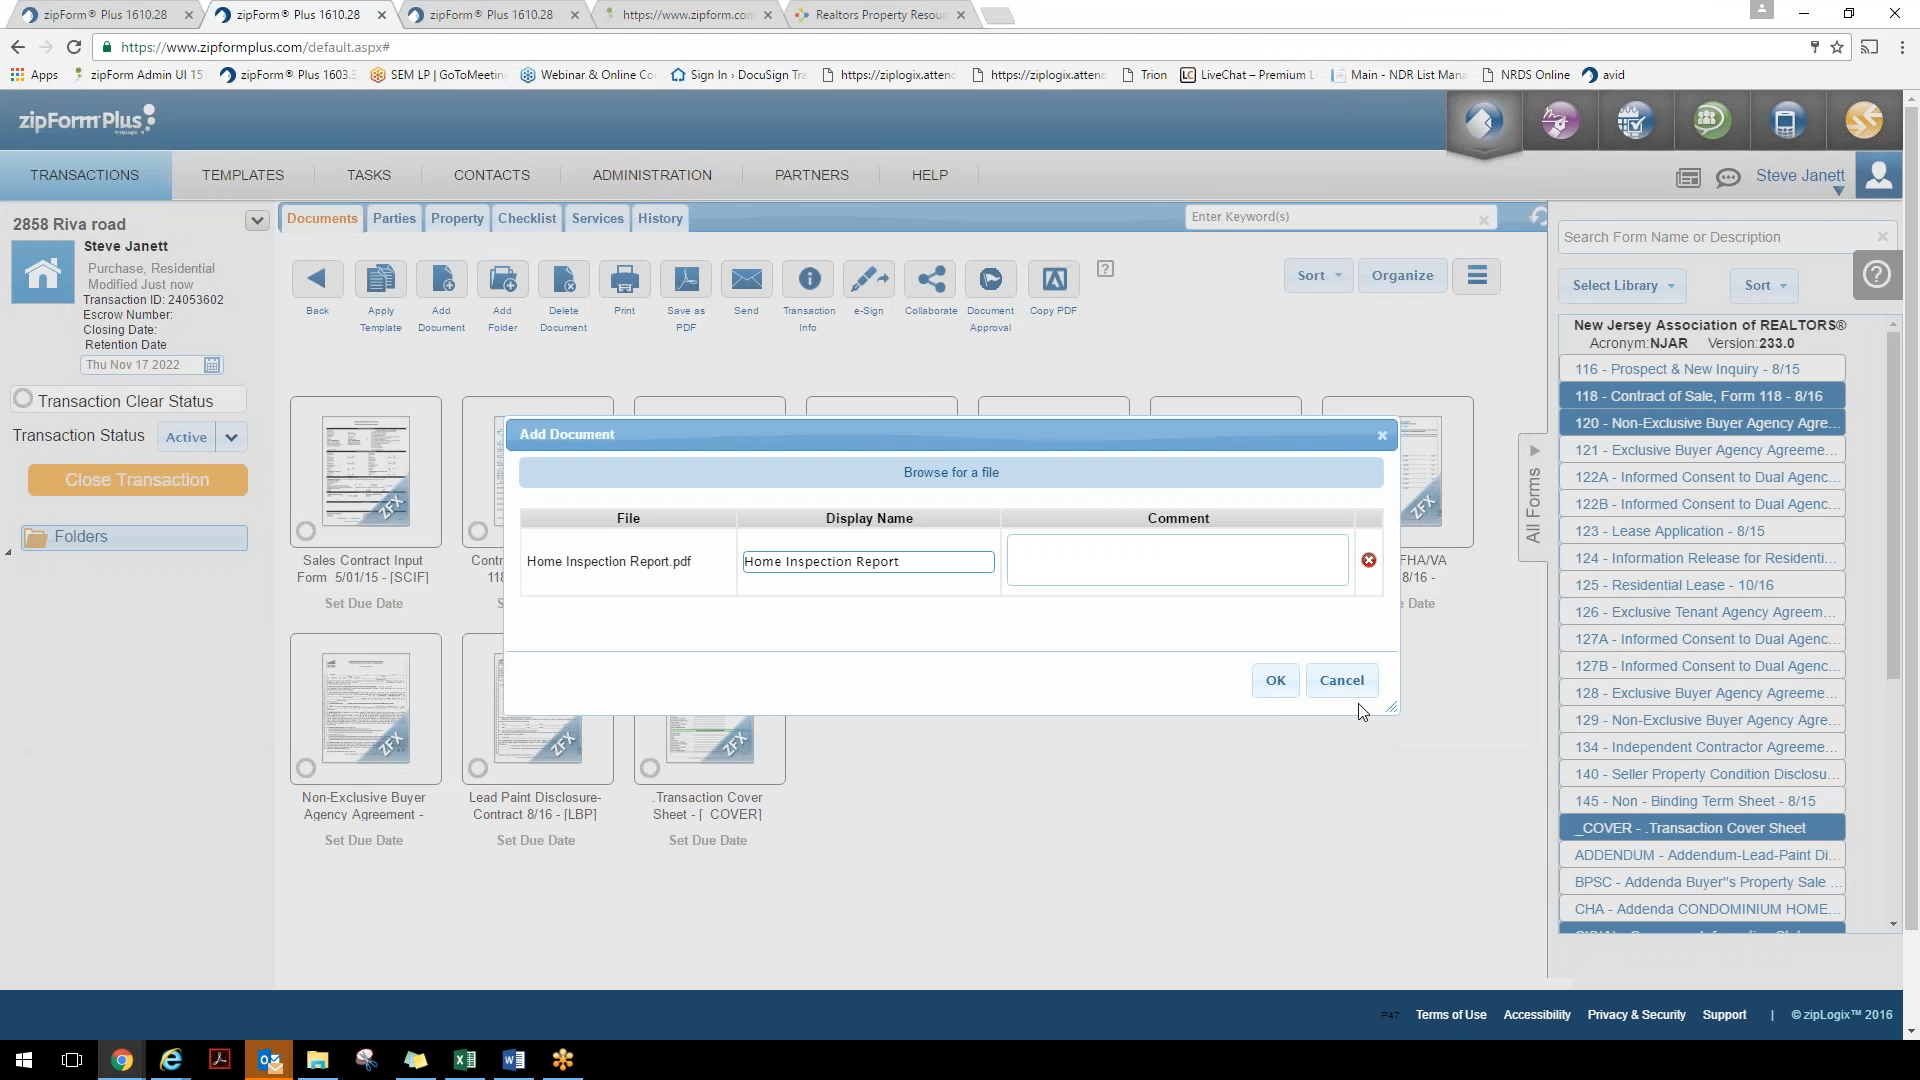 zipForm® Plus 1610.28
zipForm® Plus 1610.28
zipForm® Plus 1610.28
https://www.zipform.com
Realtors Property Resou
https://www.zipformplus.com/default.aspx#
Apps
zipForm Admin UI 15
zipForm® Plus 1603.
SEM LP | GoToMeetin
Webinar & Online Co
Sign In › DocuSign Tra
https://ziplogix.attend
https://ziplogix.attend
Trion
LiveChat – Premium
Main - NDR List Mana
NRDS Online
avid
zipForm Plus
TRANSACTIONS
TEMPLATES
TASKS
CONTACTS
ADMINISTRATION
PARTNERS
HELP
Steve Janett
2858 Riva road
Steve Janett
Purchase, Residential
Modified Just now
Transaction ID: 24053602
Escrow Number:
Closing Date:
Retention Date
Thu Nov 17 2022
Transaction Clear Status
Transaction Status
Active
Close Transaction
Folders
Documents
Parties
Property
Checklist
Services
History
Enter Keyword(s)
Back
Apply Template
Add Document
Add Folder
Delete Document
Print
Save as PDF
Send
Transaction Info
e-Sign
Collaborate
Document Approval
Copy PDF
Sort
Organize
Add Document
Browse for a file
File
Display Name
Comment
Home Inspection Report.pdf
Home Inspection Report
OK
Cancel
ZFX
Sales Contract Input
Form 5/01/15 - [SCIF]
Set Due Date
Contr
118
S
ZFX
FHA/VA
8/16 -
e Date
ZFX
Non-Exclusive Buyer
Agency Agreement -
Set Due Date
ZFX
Lead Paint Disclosure-
Contract 8/16 - [LBP]
Set Due Date
ZFX
.Transaction Cover
Sheet - [ COVER]
Set Due Date
All Forms
Search Form Name or Description
Select Library
Sort
New Jersey Association of REALTORS®
Acronym:NJAR Version:233.0
116 - Prospect & New Inquiry - 8/15
118 - Contract of Sale, Form 118 - 8/16
120 - Non-Exclusive Buyer Agency Agre...
121 - Exclusive Buyer Agency Agreeme...
122A - Informed Consent to Dual Agenc...
122B - Informed Consent to Dual Agenc...
123 - Lease Application - 8/15
124 - Information Release for Residenti...
125 - Residential Lease - 10/16
126 - Exclusive Tenant Agency Agreem...
127A - Informed Consent to Dual Agenc...
127B - Informed Consent to Dual Agenc...
128 - Exclusive Buyer Agency Agreeme...
129 - Non-Exclusive Buyer Agency Agre...
134 - Independent Contractor Agreeme...
140 - Seller Property Condition Disclosu...
145 - Non - Binding Term Sheet - 8/15
_COVER - .Transaction Cover Sheet
ADDENDUM - Addendum-Lead-Paint Di...
BPSC - Addenda Buyer"s Property Sale ...
CHA - Addenda CONDOMINIUM HOME...
P47
Terms of Use
Accessibility
Privacy & Security
Support
|
© zipLogix™ 2016